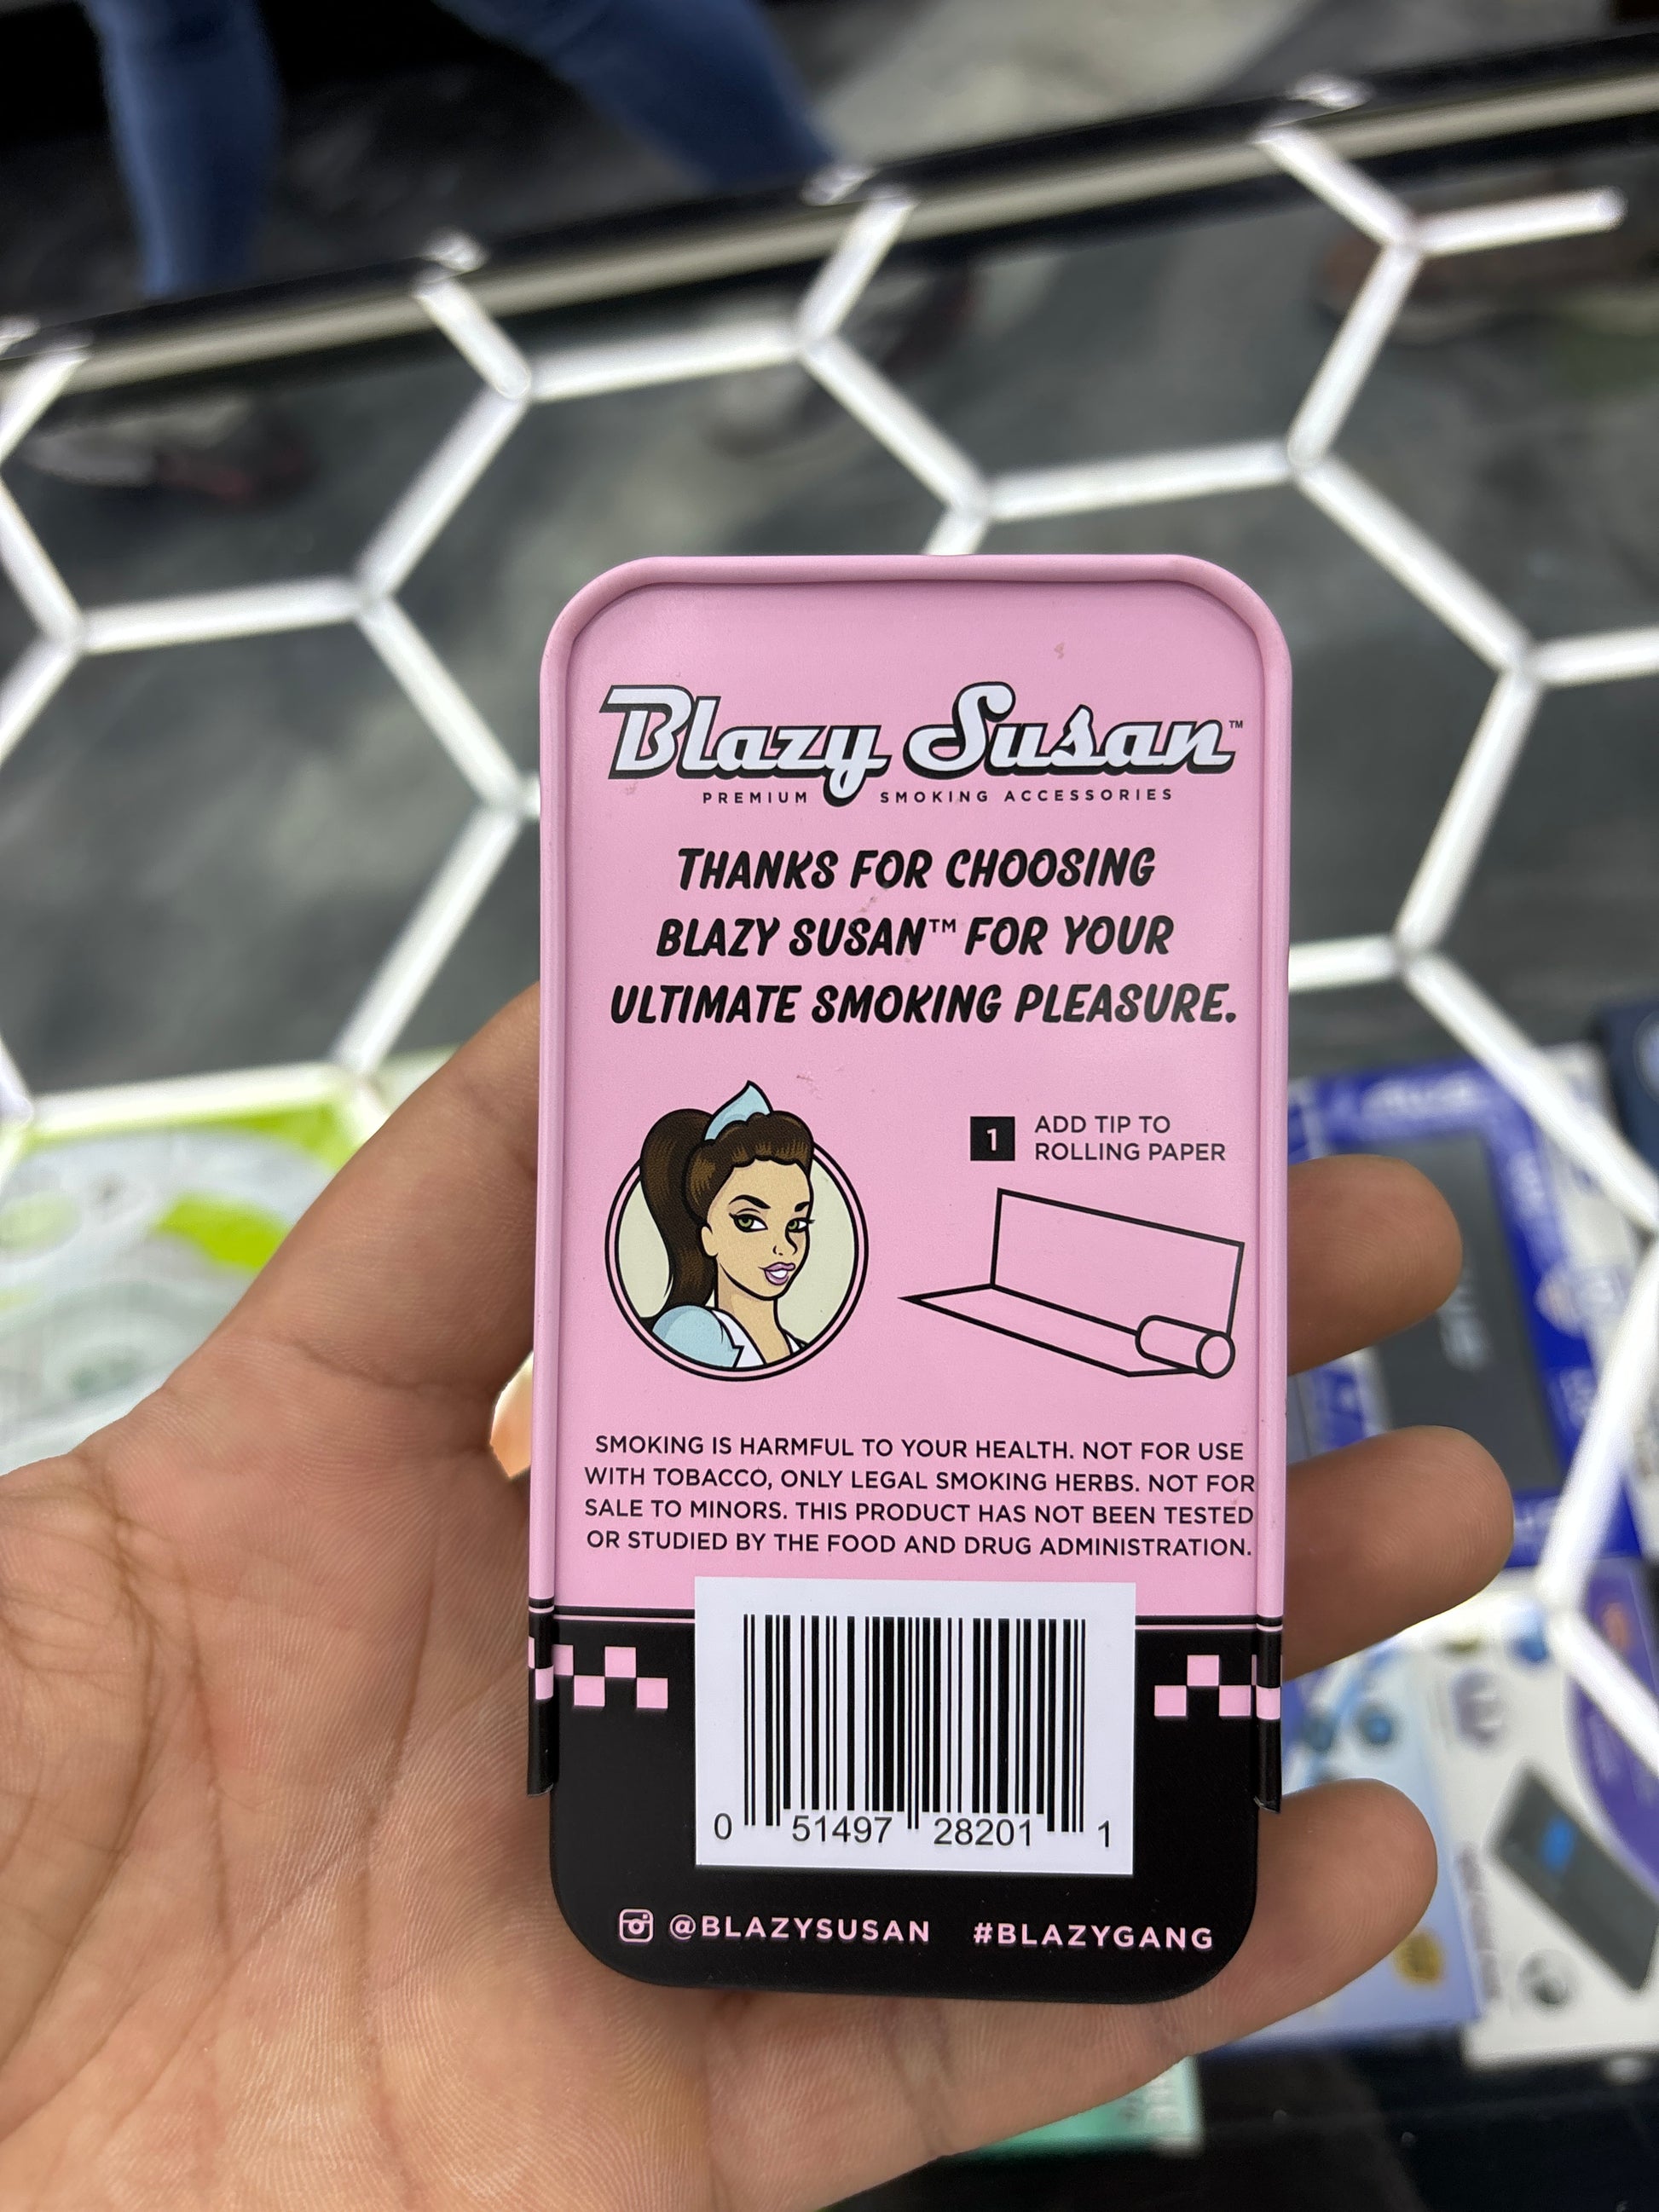 Blazy Susan™
PREMIUM SMOKING ACCESSORIES
THANKS FOR CHOOSING
BLAZY SUSAN™ FOR YOUR
ULTIMATE SMOKING PLEASURE.
1 ADD TIP TO
ROLLING PAPER
SMOKING IS HARMFUL TO YOUR HEALTH. NOT FOR USE
WITH TOBACCO, ONLY LEGAL SMOKING HERBS. NOT FOR
SALE TO MINORS. THIS PRODUCT HAS NOT BEEN TESTED
OR STUDIED BY THE FOOD AND DRUG ADMINISTRATION.
0 51497 28201 1
@BLAZYSUSAN #BLAZYGANG